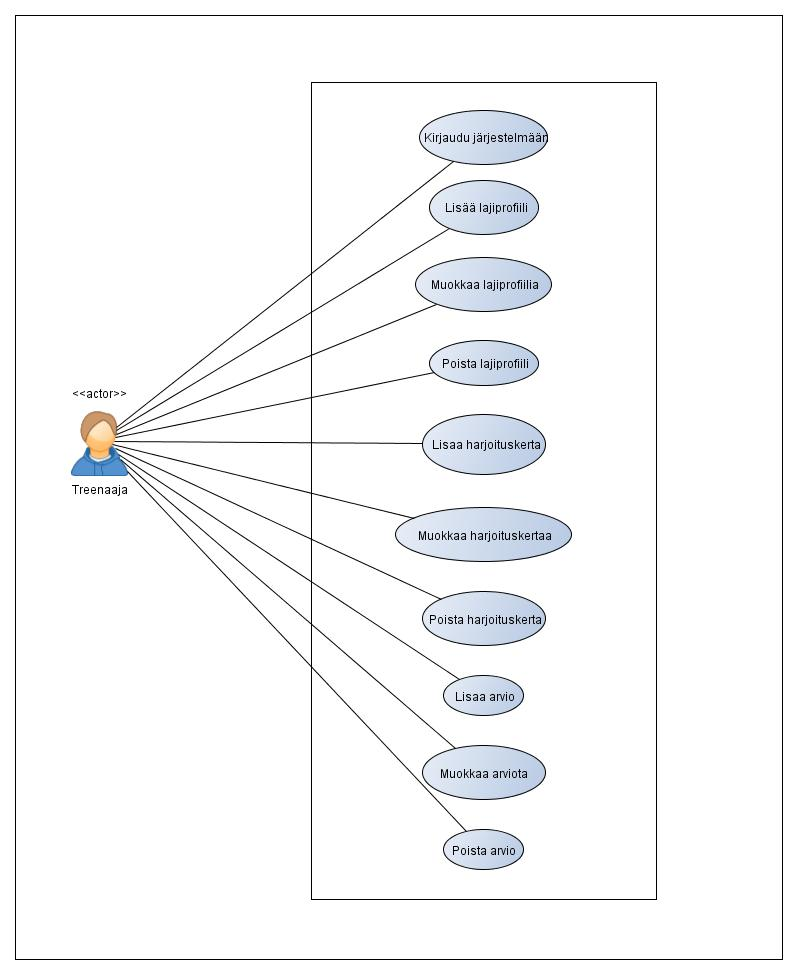 Kirjaudu järjestelmään
Lisää lajiprofiili
Muokkaa lajiprofiilia
Poista lajiprofiili
<<actor>>
Treenaaja
Lisaa harjoituskerta
Muokkaa harjoituskertaa
Poista harjoituskerta
Lisaa arvio
Muokkaa arviota
Poista arvio